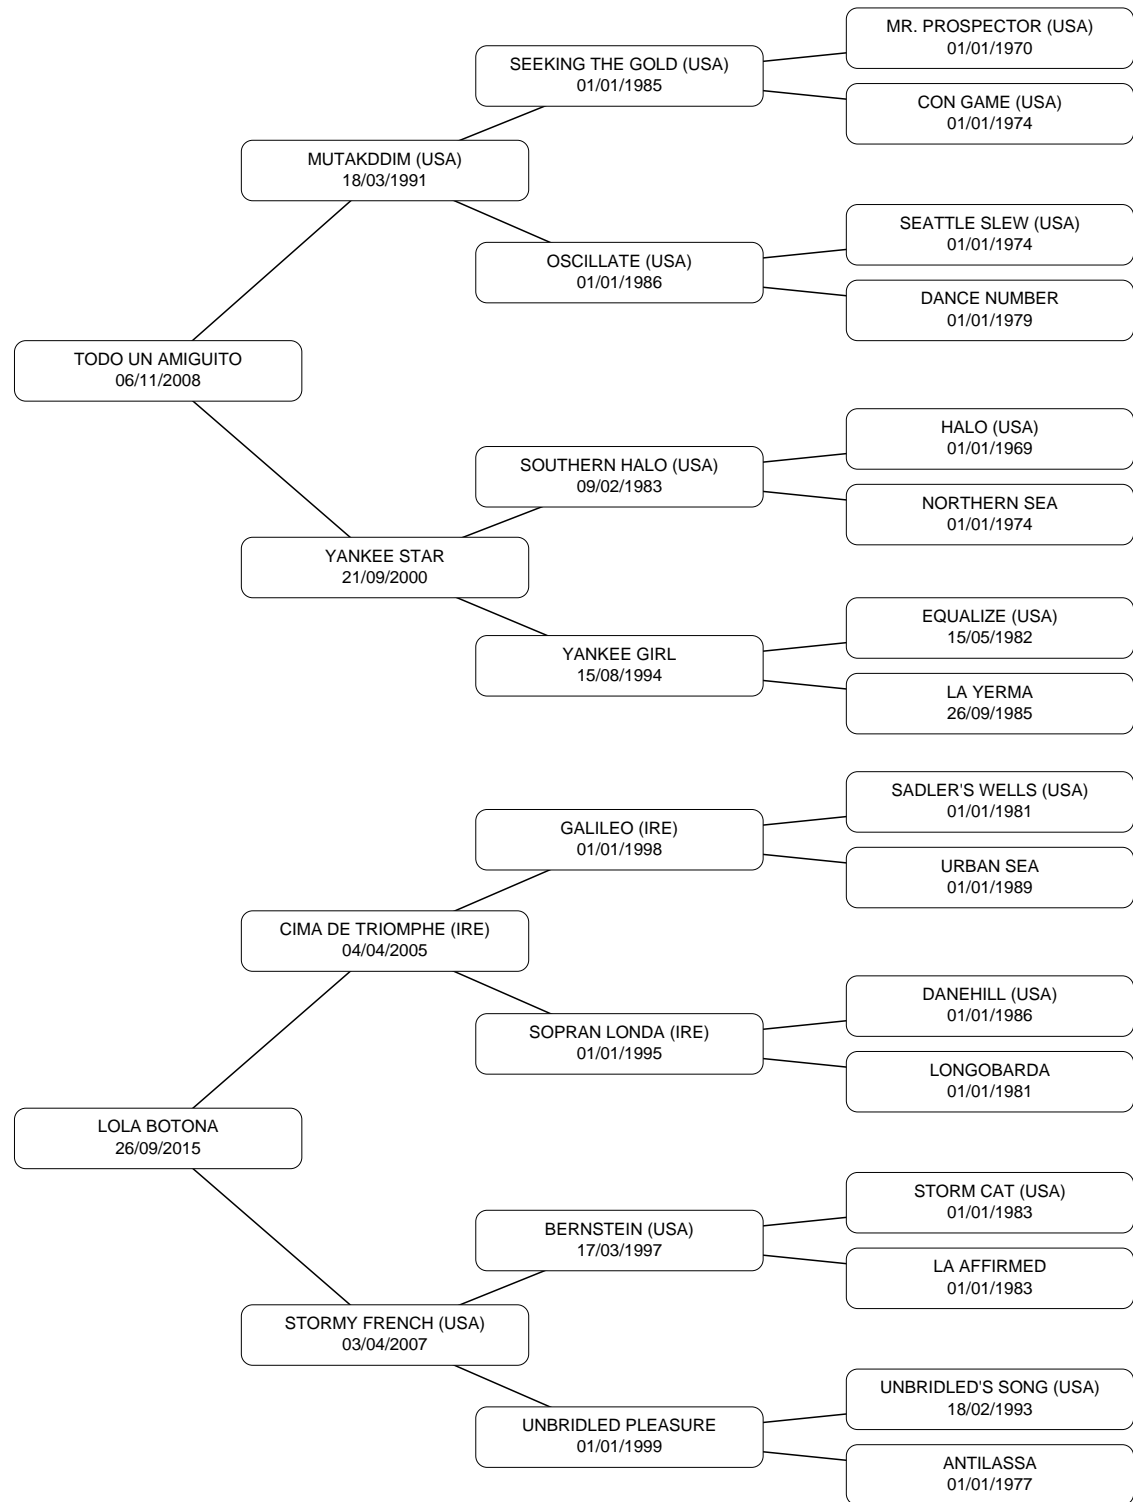 MR. PROSPECTOR (USA)
01/01/1970
SEEKING THE GOLD (USA)
01/01/1985
CON GAME (USA)
01/01/1974
MUTAKDDIM (USA)
18/03/1991
SEATTLE SLEW (USA)
01/01/1974
OSCILLATE (USA)
01/01/1986
DANCE NUMBER
01/01/1979
TODO UN AMIGUITO
06/11/2008
HALO (USA)
01/01/1969
SOUTHERN HALO (USA)
09/02/1983
NORTHERN SEA
01/01/1974
YANKEE STAR
21/09/2000
EQUALIZE (USA)
15/05/1982
YANKEE GIRL
15/08/1994
LA YERMA
26/09/1985
SADLER'S WELLS (USA)
01/01/1981
GALILEO (IRE)
01/01/1998
URBAN SEA
01/01/1989
CIMA DE TRIOMPHE (IRE)
04/04/2005
DANEHILL (USA)
01/01/1986
SOPRAN LONDA (IRE)
01/01/1995
LONGOBARDA
01/01/1981
LOLA BOTONA
26/09/2015
STORM CAT (USA)
01/01/1983
BERNSTEIN (USA)
17/03/1997
LA AFFIRMED
01/01/1983
STORMY FRENCH (USA)
03/04/2007
UNBRIDLED'S SONG (USA)
18/02/1993
UNBRIDLED PLEASURE
01/01/1999
ANTILASSA
01/01/1977